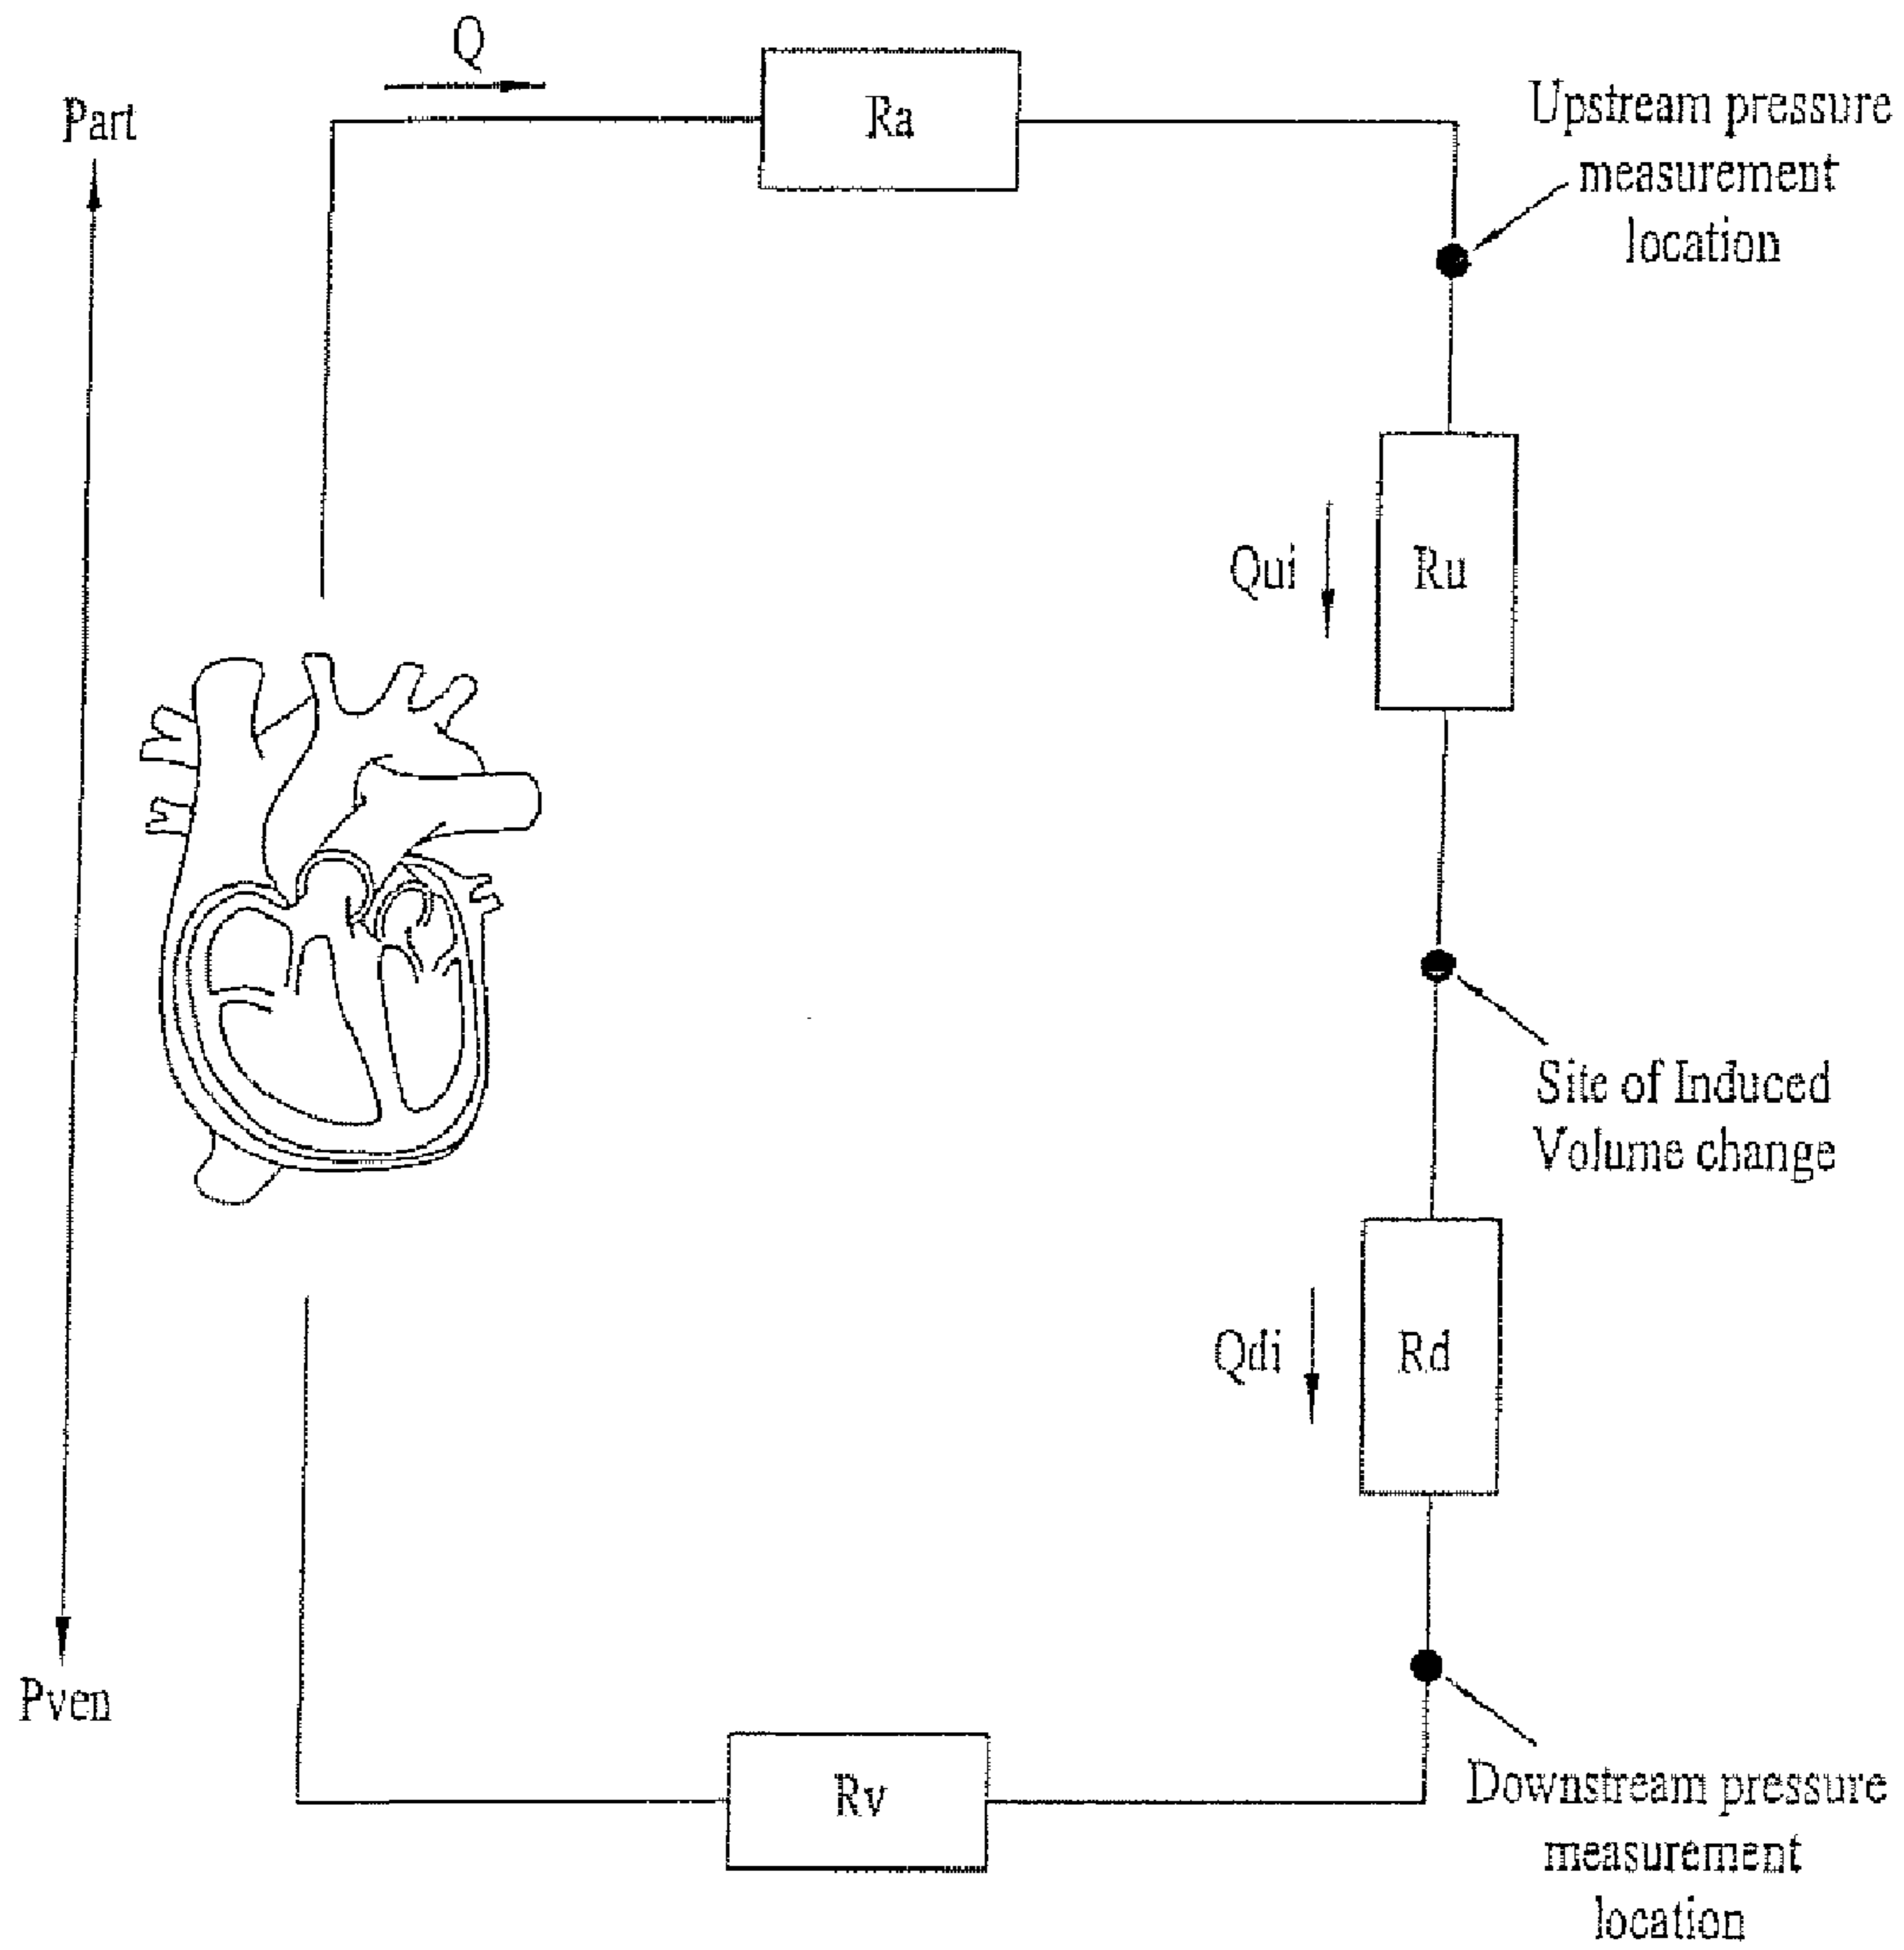 Q
Part
Ra
Upstream pressure
measurement
location
Qui
Ru
Site of Induced
Volume change
Qdi
Rd
Pven
Rv
Downstream pressure
measurement
location